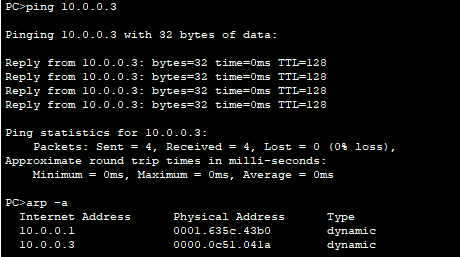 PC>ping 10.0.0.3
Pinging 10.0.0.3 with 32 bytes of data:
Reply from 10.0.0.3: bytes=32 time=0ms TTL=128
Reply from 10.0.0.3: bytes=32 time=0ms TTL=128
Reply from 10.0.0.3: bytes=32 time=0ms TTL=128
Reply from 10.0.0.3: bytes=32 time=0ms TTL=128
Ping statistics for 10.0.0.3:
Packets: Sent = 4, Received = 4, Lost = 0 (0% loss),
Approximate round trip times in milli-seconds:
Minimum = 0ms, Maximum = 0ms, Average = 0ms
PC>arp -a
Internet Address Physical Address Type
10.0.0.1 0001.635c.43b0 dynamic
10.0.0.3 0000.0c51.041a dynamic